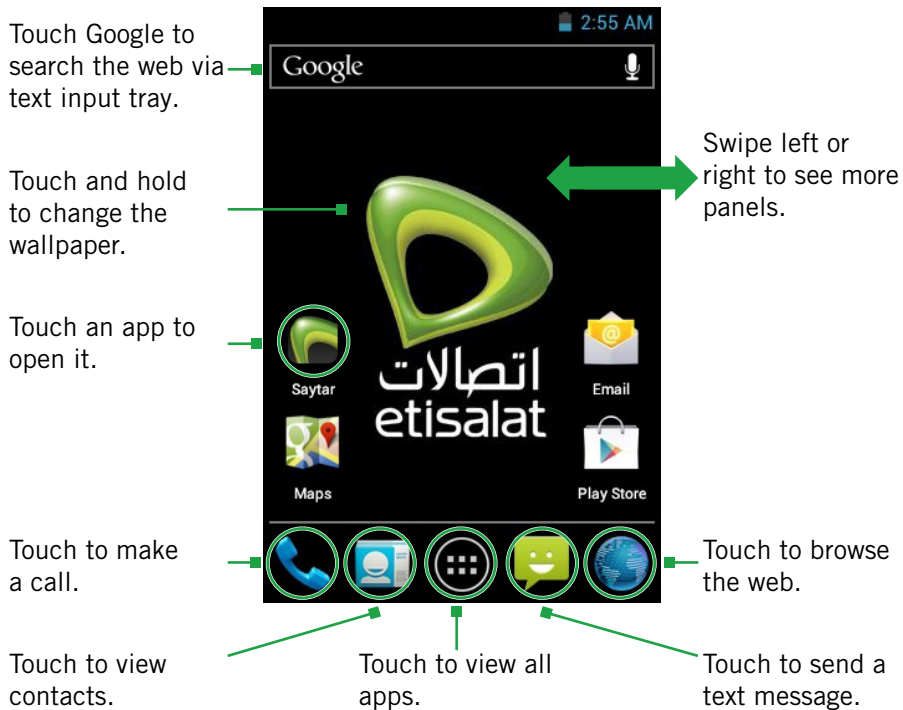 2:55 AM
Touch Google to
search the web via
text input tray.
Google
Swipe left or
right to see more
panels.
Touch and hold
to change the
wallpaper.
Touch an app to
open it.
@
Saytar
Email
اتصالات
etisalat
Maps
Play Store
Touch to make
a call.
Touch to browse
the web.
Touch to view
contacts.
Touch to view all
apps.
Touch to send a
text message.